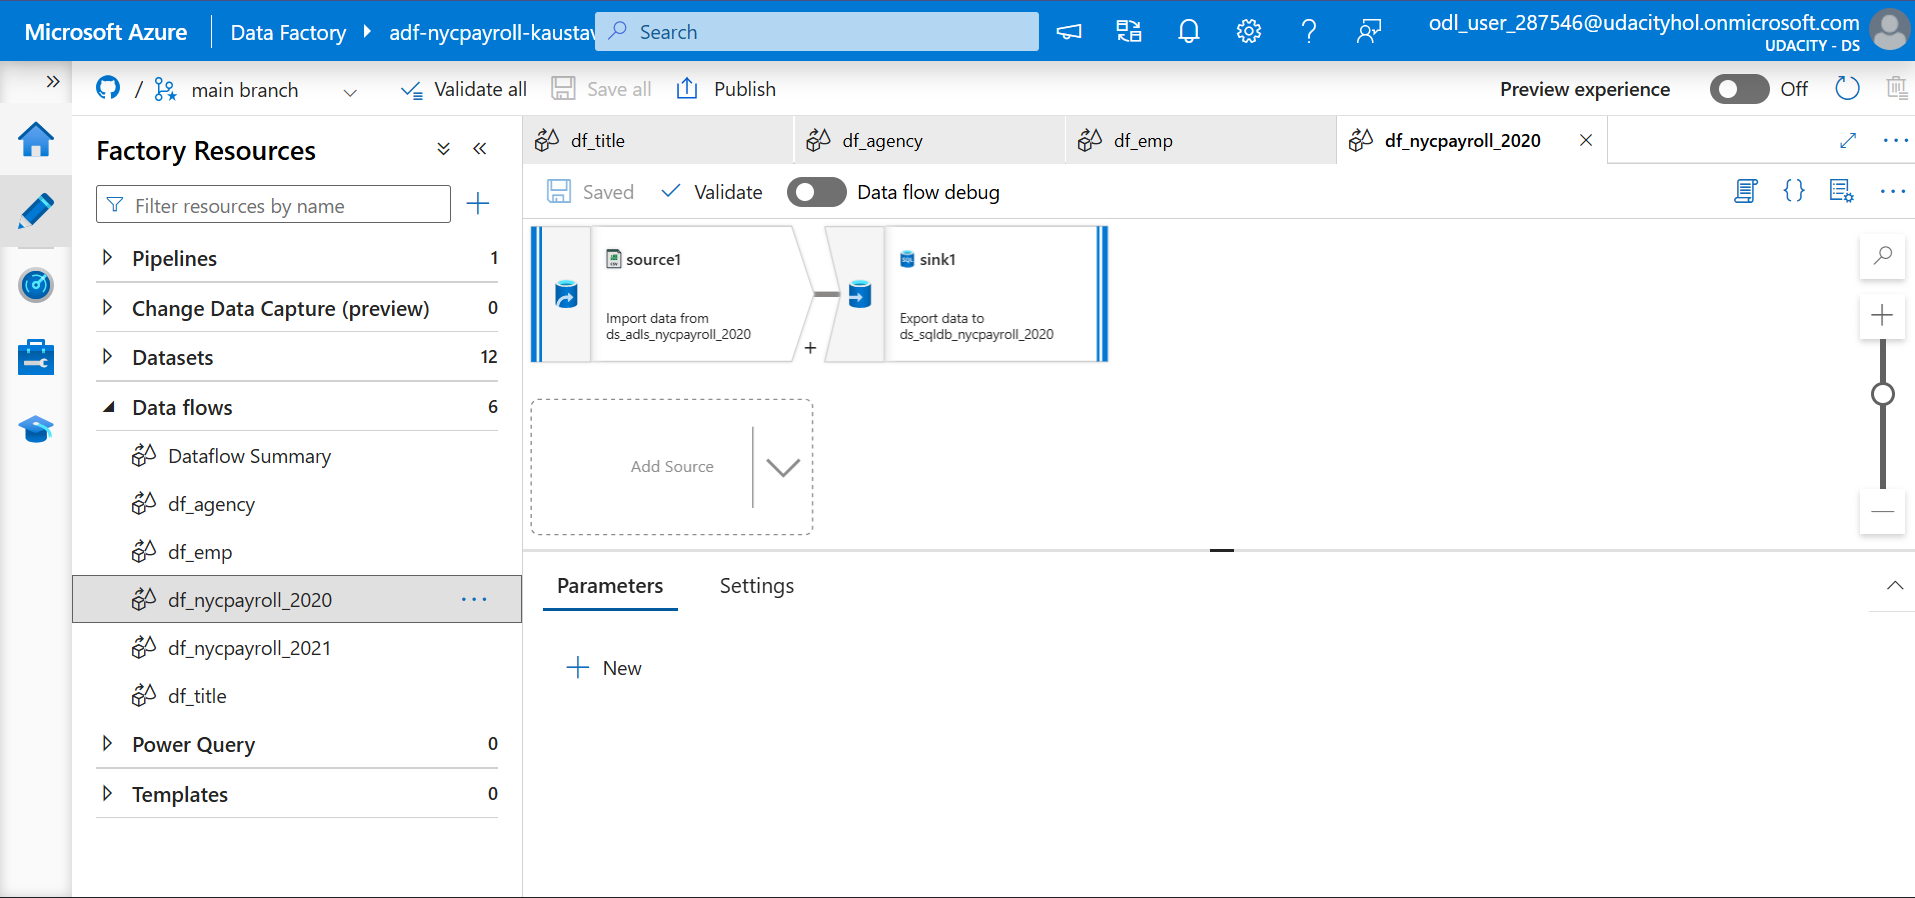 Microsoft Azure
Data Factory
adf-nycpayroll-kaustav
Search
odl_user_287546@udacityhol.onmicrosoft.com
UDACITY - DS
/ main branch
Validate all
Save all
Publish
Preview experience
Off
Factory Resources
Filter resources by name
Pipelines 1
Change Data Capture (preview) 0
Datasets 12
Data flows 6
Dataflow Summary
df_agency
df_emp
df_nycpayroll_2020
df_nycpayroll_2021
df_title
Power Query 0
Templates 0
df_title
df_agency
df_emp
df_nycpayroll_2020
Saved
Validate
Data flow debug
source1
Import data from
ds_adls_nycpayroll_2020
+
sink1
Export data to
ds_sqldb_nycpayroll_2020
Add Source
Parameters
Settings
New